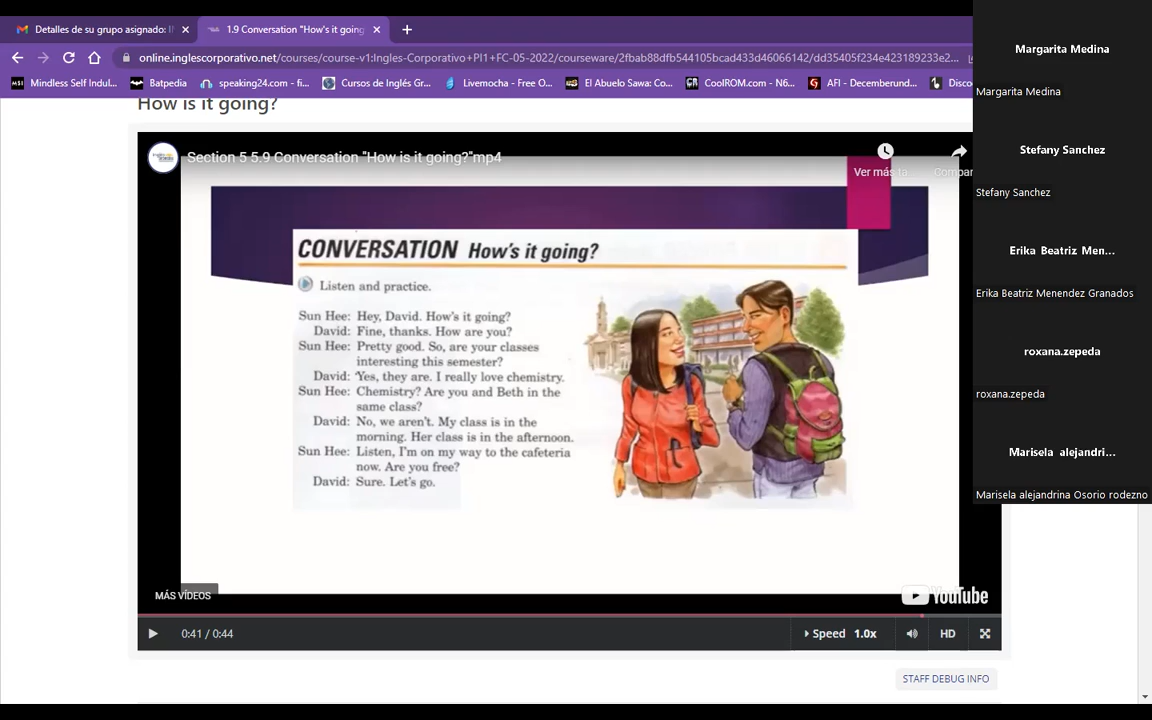 Detalles de su grupo asignado: I
1.9 Conversation "How's it going
online.inglescorporativo.net/courses/course-v1:Ingles-Corporativo+PI1+FC-05-2022/courseware/2fbab88dfb544105bcad433d46066142/dd35405f234e423189233e2...
Mindless Self Indul...
Batpedia
speaking24.com - fi...
Cursos de Inglés Gr...
Livemocha - Free O...
El Abuelo Sawa: Co...
CoolROM.com - N6...
AFI - Decemberund...
Disco
How is it going?
Section 5 5.9 Conversation "How is it going?"mp4
Ver más ta
Compar
CONVERSATION How's it going?
Listen and practice.
Sun Hee: Hey, David. How's it going?
David: Fine, thanks. How are you?
Sun Hee: Pretty good. So, are your classes
interesting this semester?
David: Yes, they are. I really love chemistry.
Sun Hee: Chemistry? Are you and Beth in the
same class?
David: No, we aren't. My class is in the
morning. Her class is in the afternoon.
Sun Hee: Listen, I'm on my way to the cafeteria
now. Are you free?
David: Sure. Let's go.
MÁS VÍDEOS
YouTube
0:41 / 0:44
Speed 1.0x
HD
STAFF DEBUG INFO
Margarita Medina
Margarita Medina
Stefany Sanchez
Stefany Sanchez
Erika Beatriz Men...
Erika Beatriz Menendez Granados
roxana.zepeda
roxana.zepeda
Marisela alejandri...
Marisela alejandrina Osorio rodezno